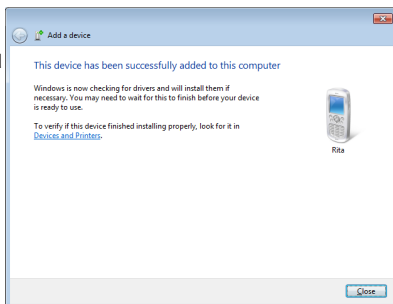 Add a device
This device has been successfully added to this computer
Windows is now checking for drivers and will install them if
necessary. You may need to wait for this to finish before your device
is ready to use.
To verify if this device finished installing properly, look for it in
Devices and Printers.
Rita
Close